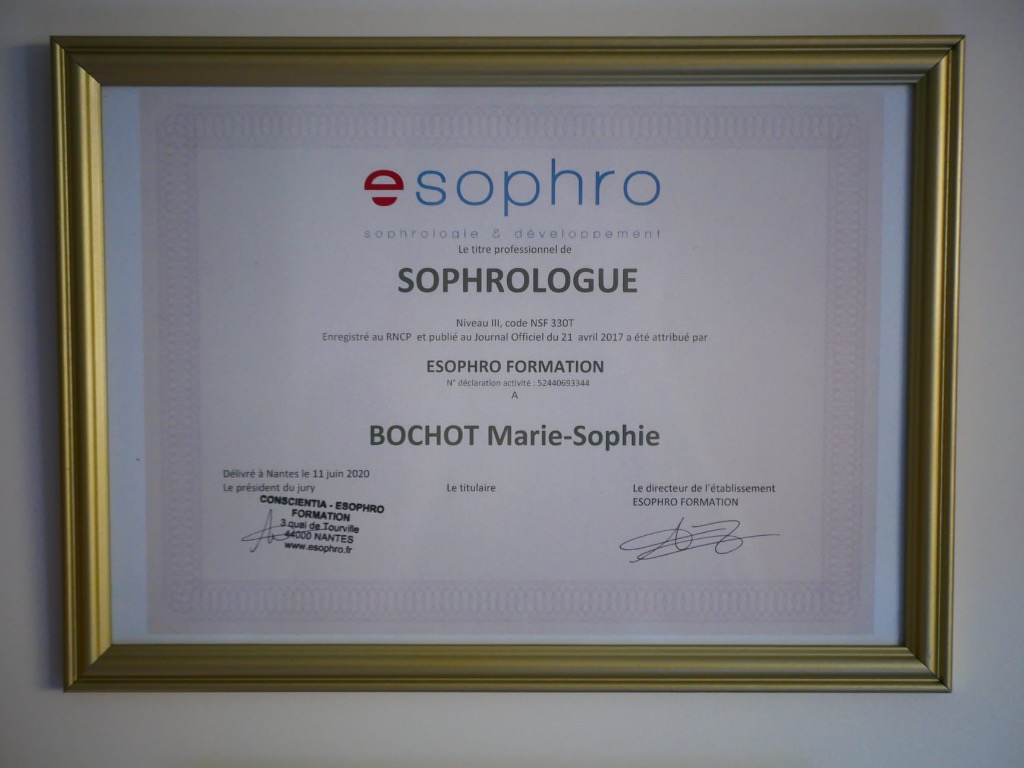 esophro
sophrologie & développement
Le titre professionnel de
SOPHROLOGUE
Niveau III, code NSF 330T
Enregistré au RNCP et publié au Journal Officiel du 21 avril 2017 a été attribué par
ESOPHRO FORMATION
N° déclaration activité : 52440693344
A
BOCHOT Marie-Sophie
Délivré à Nantes le 11 juin 2020
Le président du jury
CONSCIENTIA - ESOPHRO
FORMATION
3 quai de Tourville
44000 NANTES
www.esophro.fr
Le titulaire
Le directeur de l'établissement
ESOPHRO FORMATION